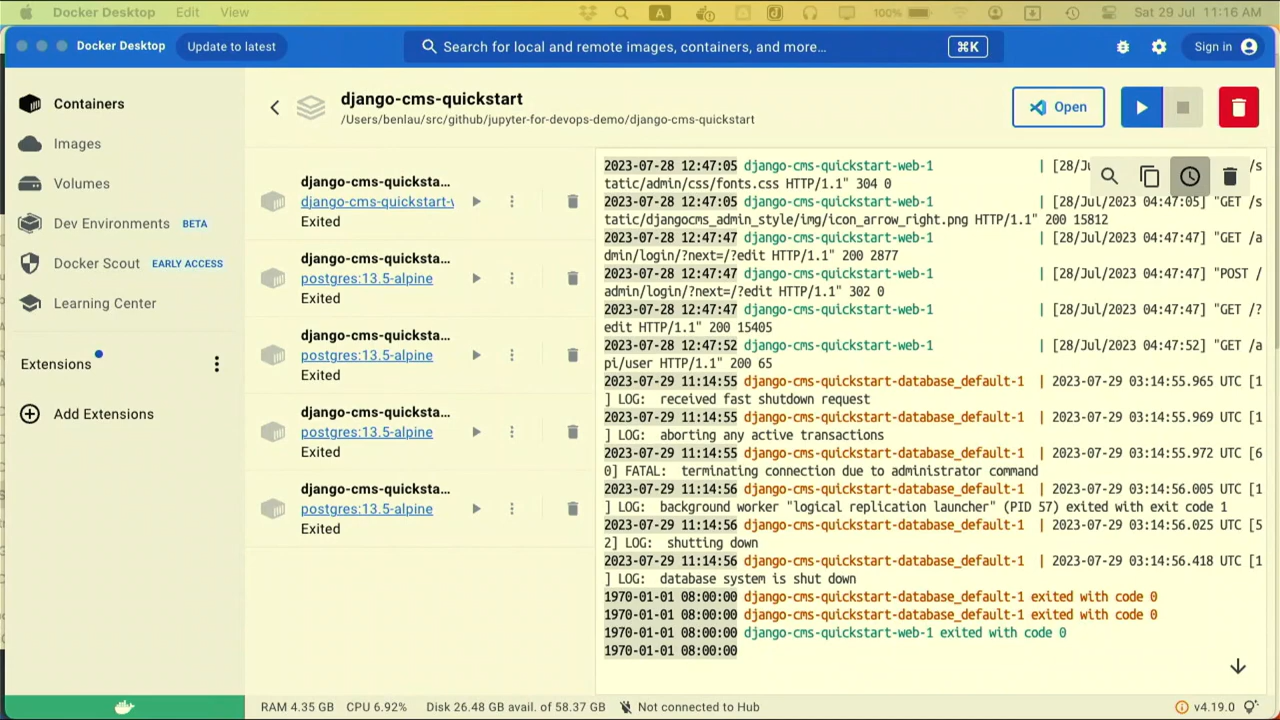 Docker Desktop Edit View
A
100%
Sat 29 Jul 11:16 AM
Docker Desktop
Update to latest
Search for local and remote images, containers, and more...
⌘K
Sign in
Containers
Images
Volumes
Dev Environments BETA
Docker Scout EARLY ACCESS
Learning Center
Extensions
Add Extensions
django-cms-quickstart
/Users/benlau/src/github/jupyter-for-devops-demo/django-cms-quickstart
Open
django-cms-quicksta...
django-cms-quickstart-v
Exited
django-cms-quicksta...
postgres:13.5-alpine
Exited
django-cms-quicksta...
postgres:13.5-alpine
Exited
django-cms-quicksta...
postgres:13.5-alpine
Exited
django-cms-quicksta...
postgres:13.5-alpine
Exited
2023-07-28 12:47:05 django-cms-quickstart-web-1 | [28/Ju /s
tatic/admin/css/fonts.css HTTP/1.1" 304 0
2023-07-28 12:47:05 django-cms-quickstart-web-1 | [28/Jul/2023 04:47:05] "GET /s
tatic/djangocms_admin_style/img/icon_arrow_right.png HTTP/1.1" 200 15812
2023-07-28 12:47:47 django-cms-quickstart-web-1 | [28/Jul/2023 04:47:47] "GET /a
dmin/login/?next=/?edit HTTP/1.1" 200 2877
2023-07-28 12:47:47 django-cms-quickstart-web-1 | [28/Jul/2023 04:47:47] "POST /
admin/login/?next=/?edit HTTP/1.1" 302 0
2023-07-28 12:47:47 django-cms-quickstart-web-1 | [28/Jul/2023 04:47:47] "GET /?
edit HTTP/1.1" 200 15405
2023-07-28 12:47:52 django-cms-quickstart-web-1 | [28/Jul/2023 04:47:52] "GET /a
pi/user HTTP/1.1" 200 65
2023-07-29 11:14:55 django-cms-quickstart-database_default-1 | 2023-07-29 03:14:55.965 UTC [1
] LOG: received fast shutdown request
2023-07-29 11:14:55 django-cms-quickstart-database_default-1 | 2023-07-29 03:14:55.969 UTC [1
] LOG: aborting any active transactions
2023-07-29 11:14:55 django-cms-quickstart-database_default-1 | 2023-07-29 03:14:55.972 UTC [6
0] FATAL: terminating connection due to administrator command
2023-07-29 11:14:56 django-cms-quickstart-database_default-1 | 2023-07-29 03:14:56.005 UTC [1
] LOG: background worker "logical replication launcher" (PID 57) exited with exit code 1
2023-07-29 11:14:56 django-cms-quickstart-database_default-1 | 2023-07-29 03:14:56.025 UTC [5
2] LOG: shutting down
2023-07-29 11:14:56 django-cms-quickstart-database_default-1 | 2023-07-29 03:14:56.418 UTC [1
] LOG: database system is shut down
1970-01-01 08:00:00 django-cms-quickstart-database_default-1 exited with code 0
1970-01-01 08:00:00 django-cms-quickstart-database_default-1 exited with code 0
1970-01-01 08:00:00 django-cms-quickstart-web-1 exited with code 0
1970-01-01 08:00:00
RAM 4.35 GB CPU 6.92% Disk 26.48 GB avail. of 58.37 GB Not connected to Hub
v4.19.0